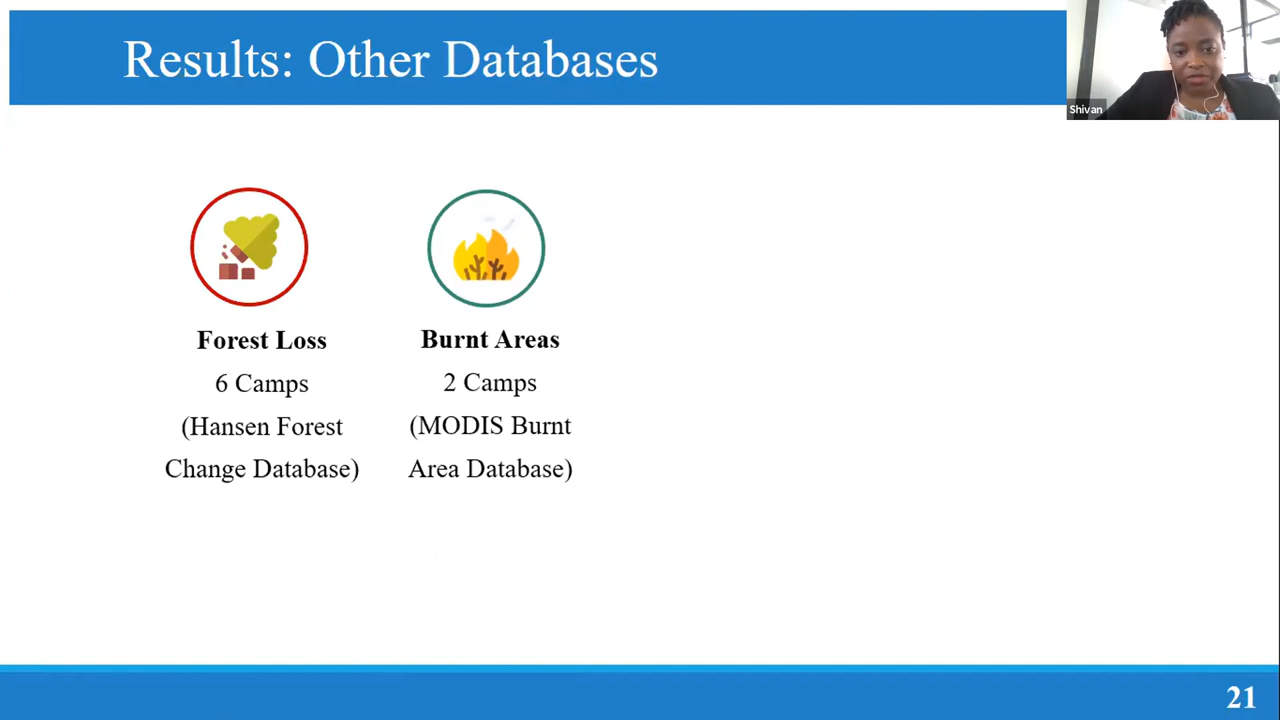 Results: Other Databases
Shivan
Forest Loss
6 Camps
(Hansen Forest
Change Database)
Burnt Areas
2 Camps
(MODIS Burnt
Area Database)
21